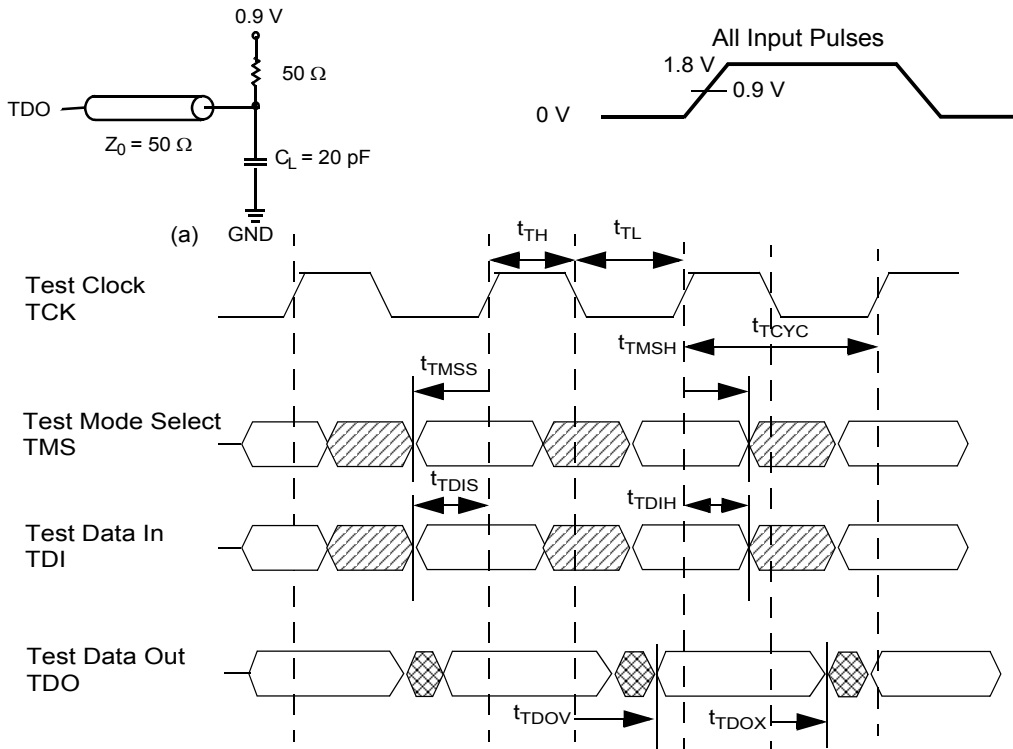 0.9 V
50 Ω
TDO
Z0 = 50 Ω
CL = 20 pF
(a)
GND
All Input Pulses
1.8 V
0.9 V
0 V
tTH
tTL
Test Clock
TCK
tTCYC
tTMSH
tTMSS
Test Mode Select
TMS
tTDIS
tTDIH
Test Data In
TDI
Test Data Out
TDO
tTDOV
tTDOX